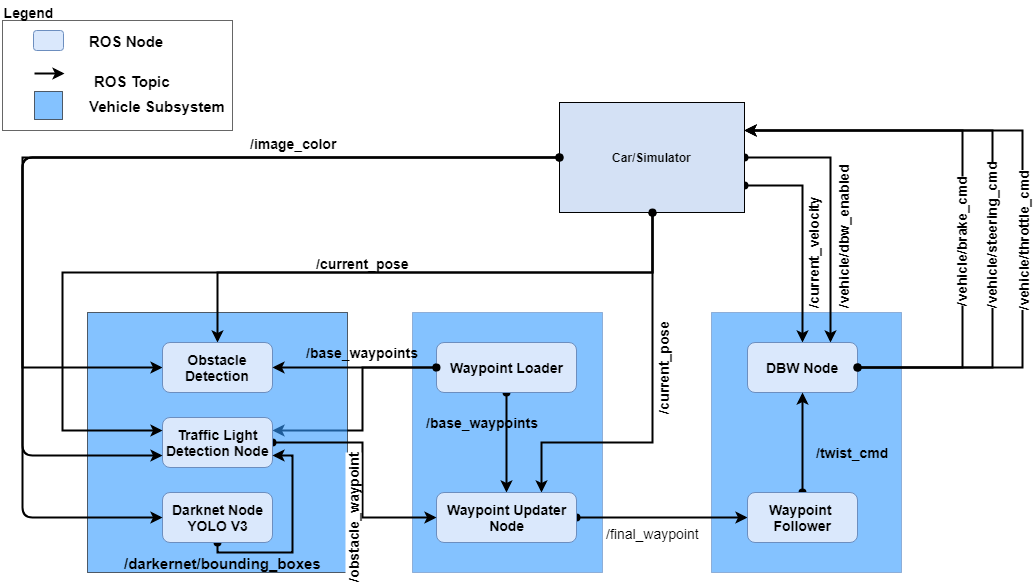 Legend
ROS Node
ROS Topic
Vehicle Subsystem
/image_color
Car/Simulator
/current_pose
/current_velocity
/vehicle/dbw_enabled
/vehicle/brake_cmd
/vehicle/steering_cmd
/vehicle/throttle_cmd
Obstacle
Detection
/base_waypoints
Waypoint Loader
/current_pose
DBW Node
Traffic Light
Detection Node
/base_waypoints
/twist_cmd
/obstacle_waypoint
Darknet Node
YOLO V3
Waypoint Updater
Node
Waypoint
Follower
/final_waypoint
/darkernet/bounding_boxes